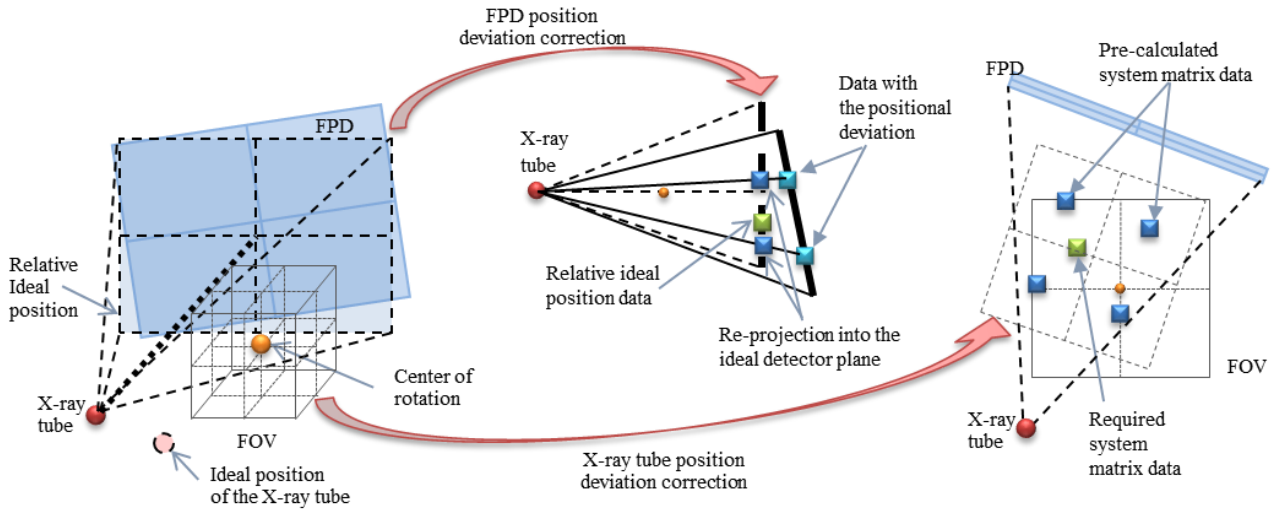 FPD position
deviation correction
FPD
Relative
Ideal
position
X-ray
tube
Center of
rotation
FOV
Ideal position
of the X-ray tube
X-ray
tube
Data with
the positional
deviation
Relative ideal
position data
Re-projection into the
ideal detector plane
X-ray tube position
deviation correction
Pre-calculated
system matrix data
FPD
FOV
X-ray
tube
Required
system
matrix data